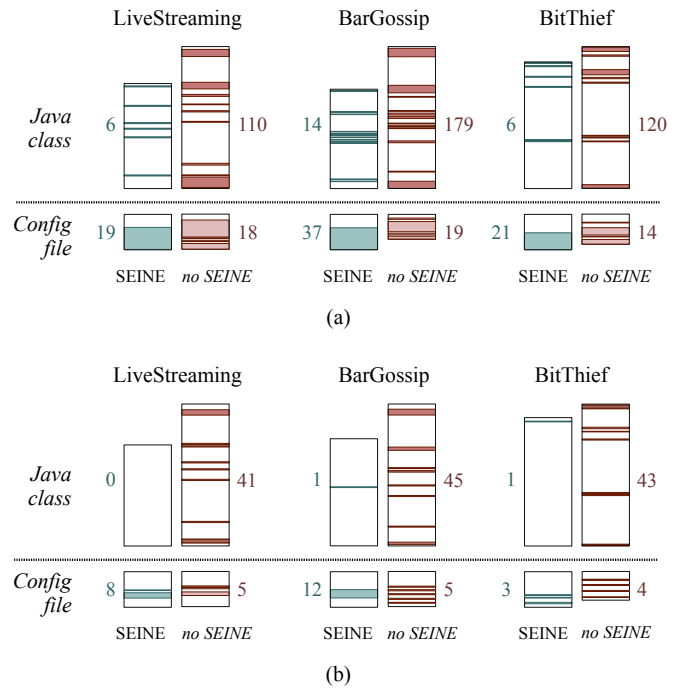 LiveStreaming BarGossip BitThief
Java class 6 110 14 179 6 120
Config file 19 18 37 19 21 14
SEINE no SEINE SEINE no SEINE SEINE no SEINE
(a)
LiveStreaming BarGossip BitThief
Java class 0 41 1 45 1 43
Config file 8 5 12 5 3 4
SEINE no SEINE SEINE no SEINE SEINE no SEINE
(b)